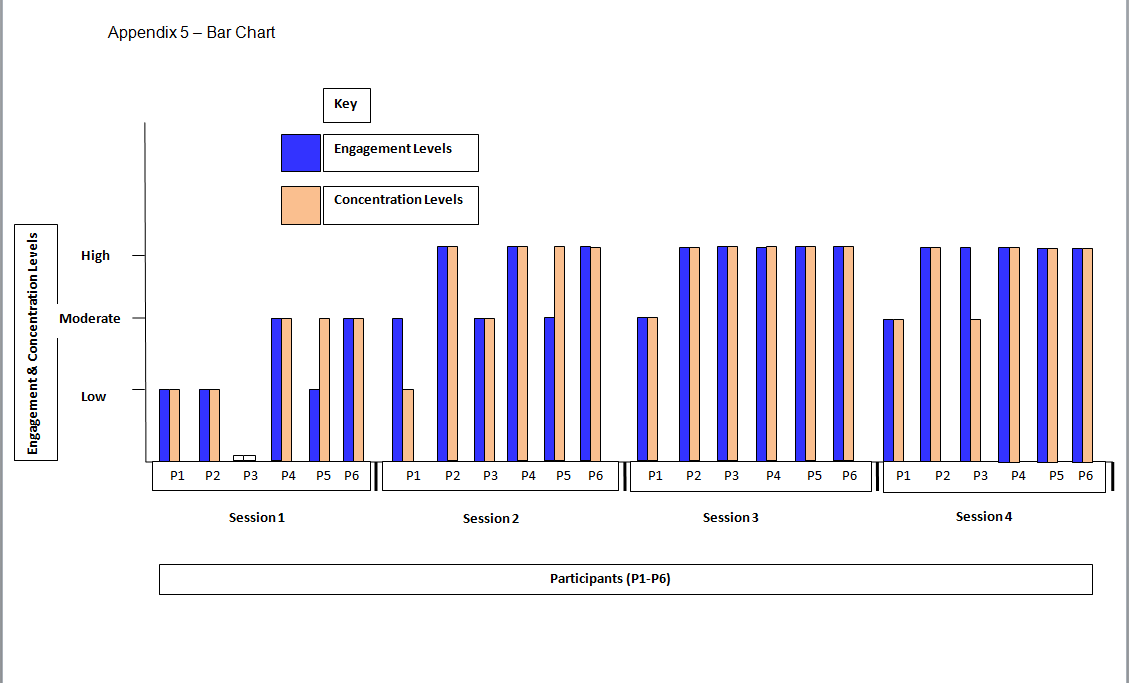 Appendix 5 – Bar Chart
Key
Engagement Levels
Concentration Levels
Engagement & Concentration Levels
High
Moderate
Low
P1 P2 P3 P4 P5 P6 P1 P2 P3 P4 P5 P6 P1 P2 P3 P4 P5 P6 P1 P2 P3 P4 P5 P6
Session 1 Session 2 Session 3 Session 4
Participants (P1-P6)